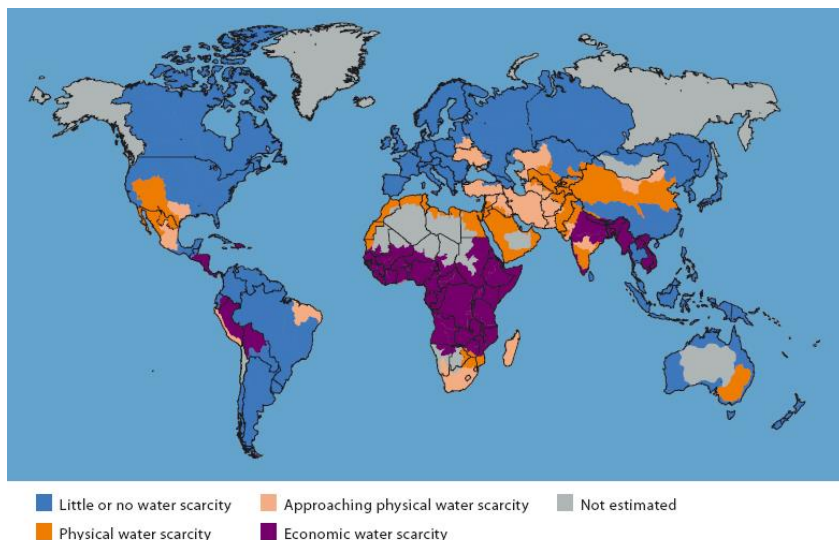 Little or no water scarcity
Approaching physical water scarcity
Not estimated
Physical water scarcity
Economic water scarcity